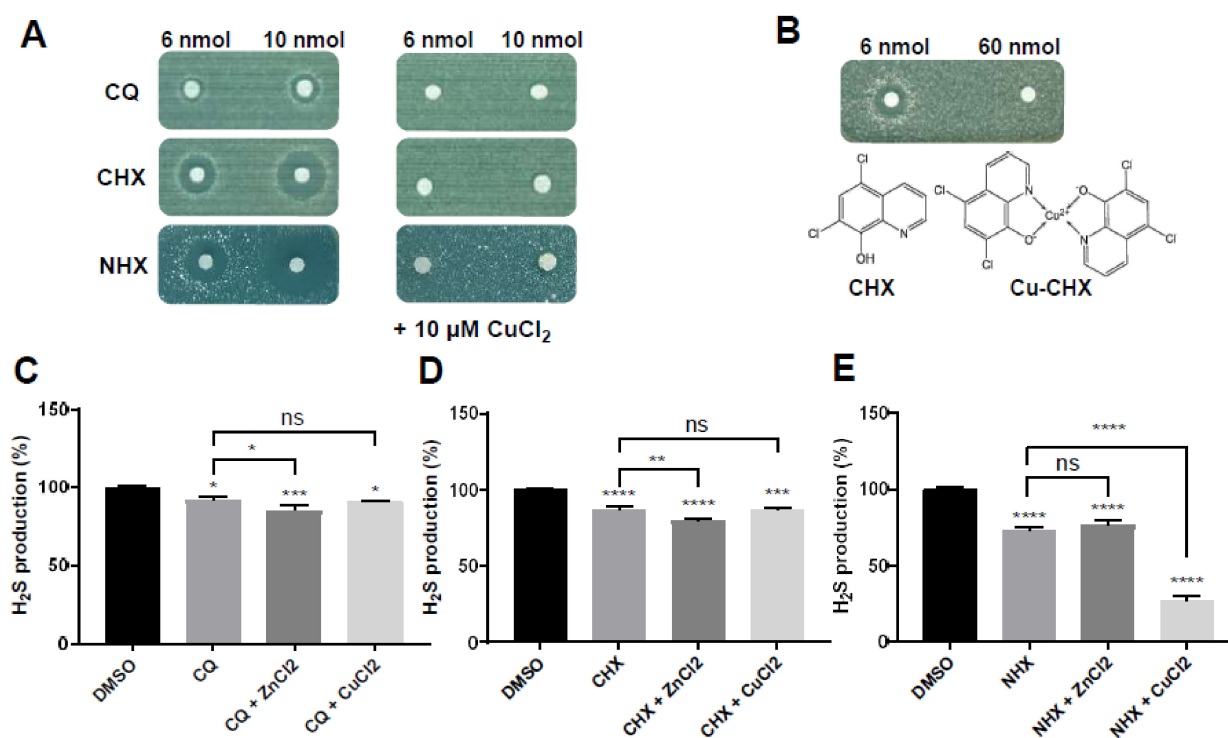 A
6 nmol 10 nmol
6 nmol 10 nmol
CQ
CHX
NHX
+ 10 µM CuCl2
B
6 nmol 60 nmol
Cl
Cl
N
OH
CHX
Cl
Cl
N
O-
Cu2+
-O
N
Cl
Cl
Cu-CHX
C
H2S production (%)
150
100
50
0
ns
*
*
***
*
DMSO
CQ
CQ + ZnCl2
CQ + CuCl2
D
H2S production (%)
150
100
50
0
ns
**
****
****
***
DMSO
CHX
CHX + ZnCl2
CHX + CuCl2
E
H2S production (%)
150
100
50
0
****
ns
****
****
****
DMSO
NHX
NHX + ZnCl2
NHX + CuCl2